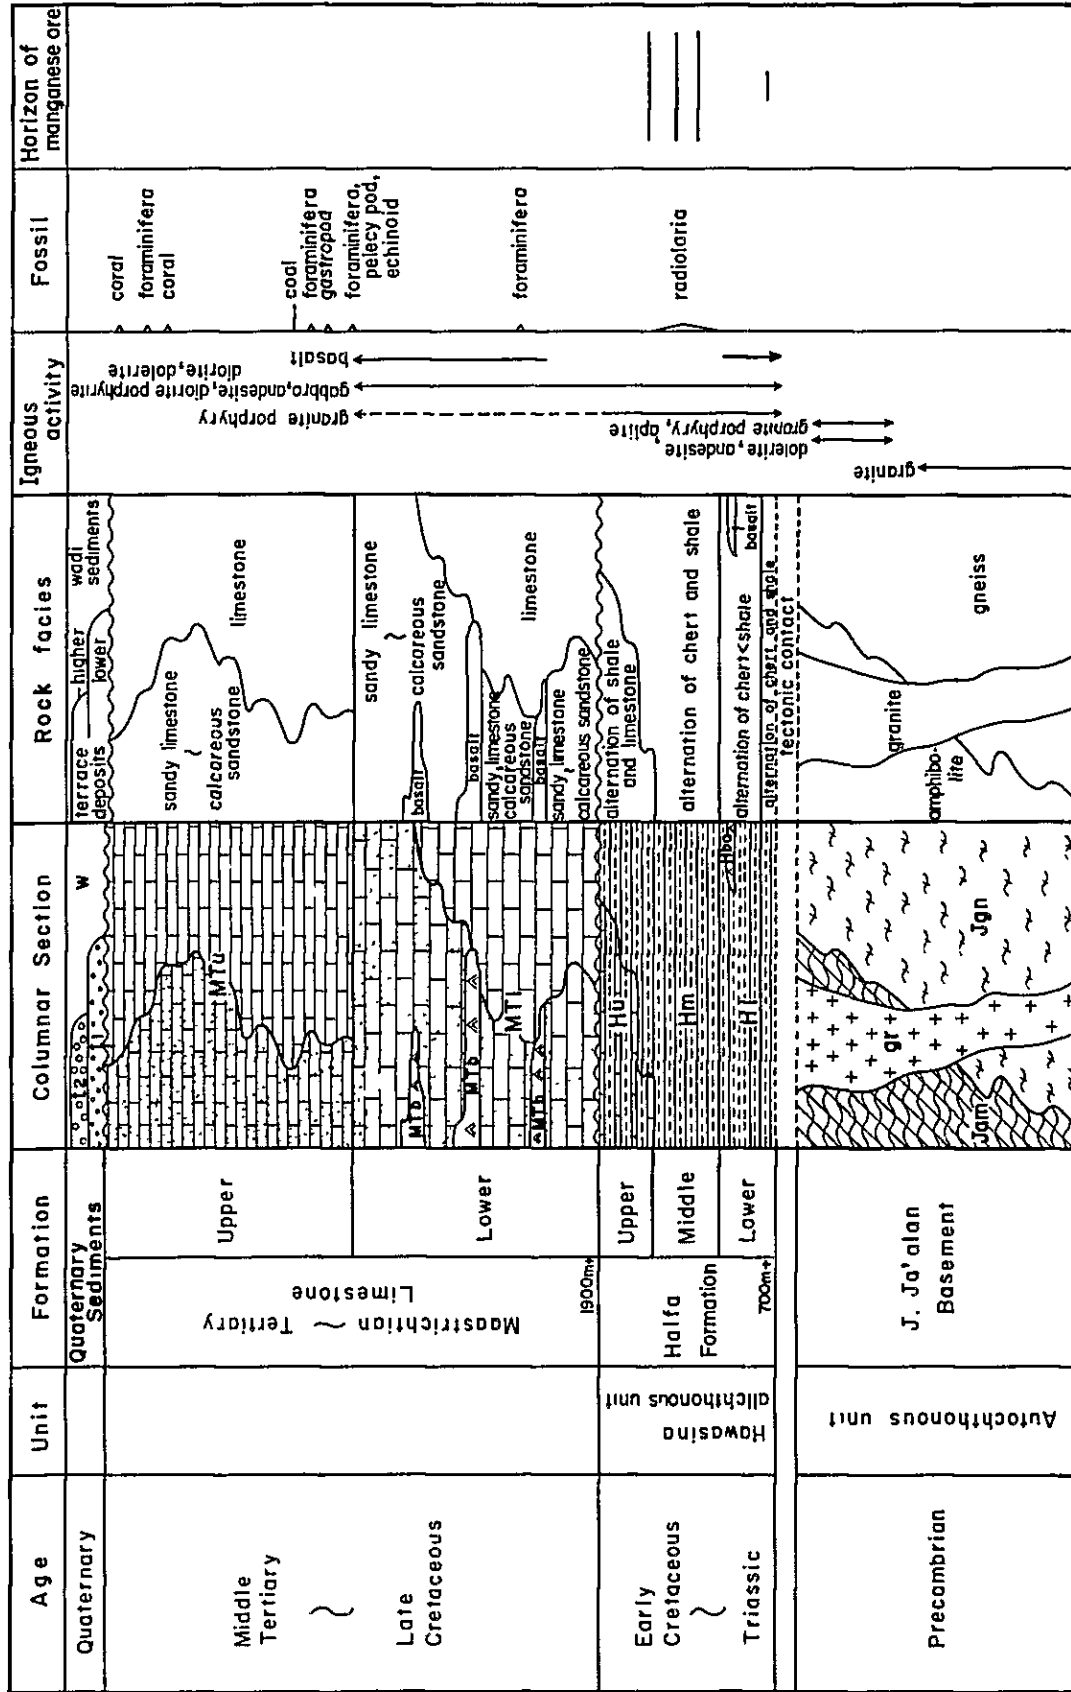 Age
Unit
Formation
Columnar Section
Rock facies
Igneous
activity
Fossil
Horizon of
manganese ore
Quaternary
Middle
Tertiary
~
Late
Cretaceous
Early
Cretaceous
~
Triassic
Precambrian
Hawasina
allchthonous unit
Autochthonous unit
Quaternary
Sediments
Maastrichtian ~ Tertiary
Limestone
1900m+
Upper
Lower
Halfa
Formation
700m+
Upper
Middle
Lower
J. Ja'alan
Basement
t2
t1
W
MTu
MTb
MTb
MTl
MTb
Hu
Hm
Hl
Hba
Jam
gr
Jgn
terrace
deposits
higher
lower
wadi
sediments
sandy limestone
~
calcareous
sandstone
limestone
sandy limestone
~
calcareous
sandstone
basalt
basalt
sandy limestone
calcareous
sandstone
basalt
sandy limestone
~
calcareous sandstone
limestone
alternation of shale
and limestone
alternation of chert and shale
alternation of chert<shale
basalt
alternation of chert and shale
tectonic contact
amphibo-
lite
granite
gneiss
granite porphyry
gabbro, andesite, diorite porphyrite
diorite, dolerite
basalt
dolerite, andesite,
granite porphyry, aplite
granite
coral
foraminifera
coral
coal
foraminifera
gastropod
foraminifera,
pelecy pod,
echinoid
foraminifera
radiolaria